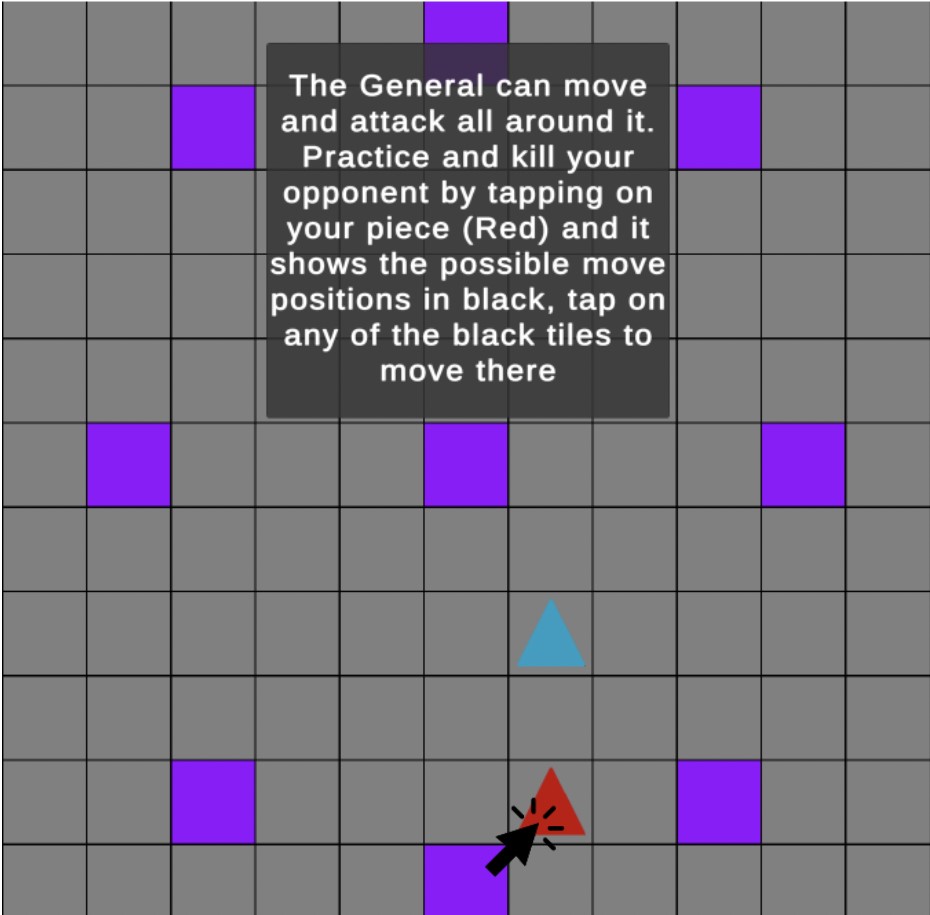 The General can move
and attack all around it.
Practice and kill your
opponent by tapping on
your piece (Red) and it
shows the possible move
positions in black, tap on
any of the black tiles to
move there